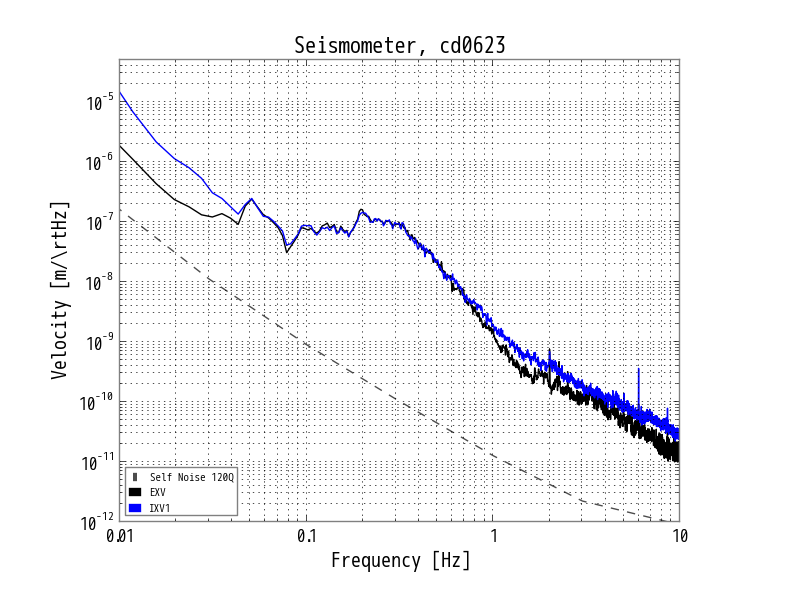 Seismometer, cd0623
Velocity [m/\rtHz]
10-5
10-6
10-7
10-8
10-9
10-10
10-11
10-12
Self Noise 120Q
EXV
IXV1
0.01 0.1 1 10
Frequency [Hz]